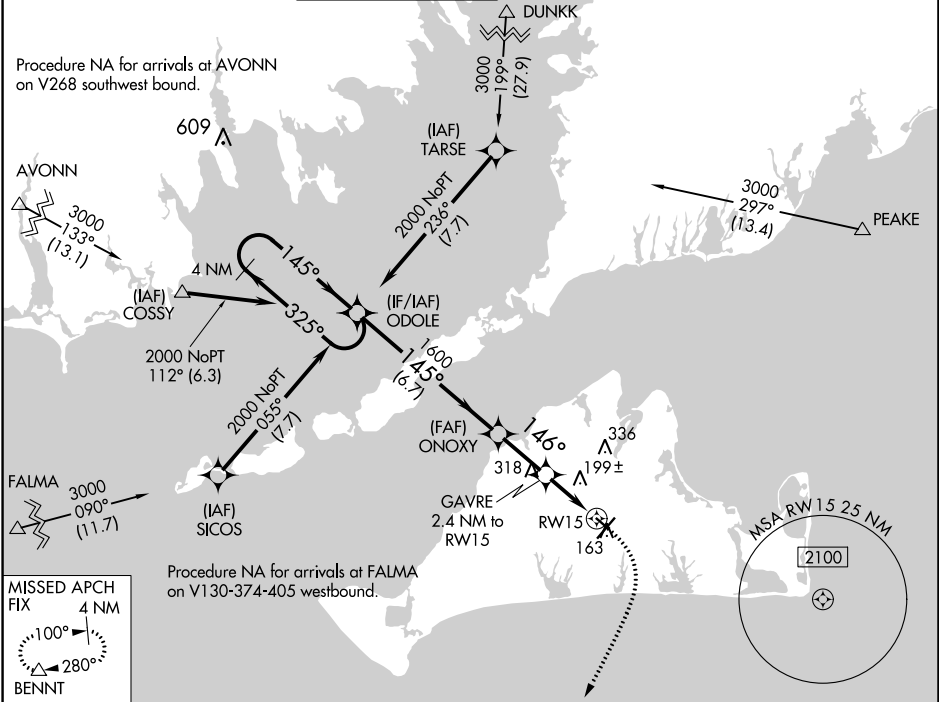 DUNKK
Procedure NA for arrivals at AVONN
on V268 southwest bound.
3000
199°
(27.9)
609
(IAF)
TARSE
AVONN
3000
133°
(13.1)
2000 NoPT
236°
(7.7)
3000
297°
(13.4)
PEAKE
4 NM
145°
325°
(IAF)
COSSY
(IF/IAF)
ODOLE
2000 NoPT
112° (6.3)
1600
145°
(6.7)
2000 NoPT
055°
(7.7)
(FAF)
ONOXY
146°
336
318
199±
FALMA
3000
090°
(11.7)
(IAF)
SICOS
GAVRE
2.4 NM to
RW15
RW15
163
MSA RW15 25 NM
2100
Procedure NA for arrivals at FALMA
on V130-374-405 westbound.
MISSED APCH
FIX
4 NM
100°
280°
BENNT